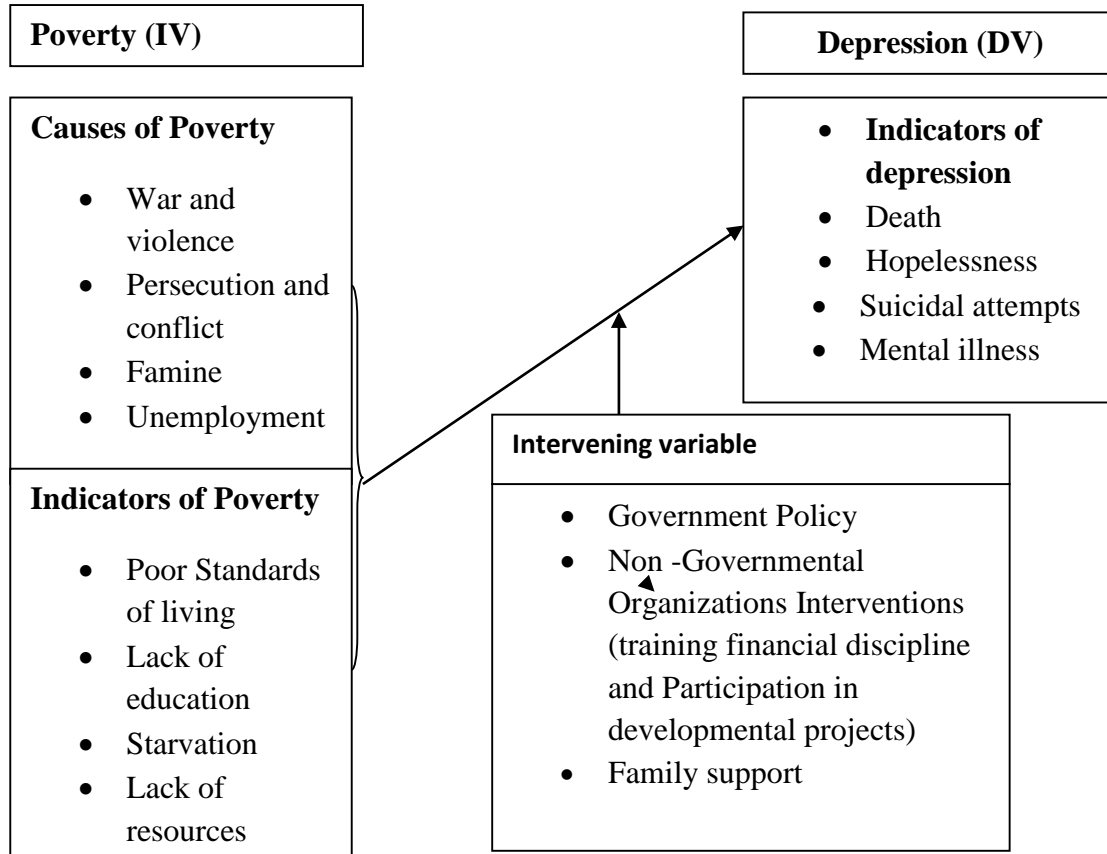 Poverty (IV)
Depression (DV)
Causes of Poverty
• War and
violence
• Persecution and
conflict
• Famine
• Unemployment
Indicators of Poverty
• Poor Standards
of living
• Lack of
education
• Starvation
• Lack of
resources
• Indicators of
depression
• Death
• Hopelessness
• Suicidal attempts
• Mental illness
Intervening variable
• Government Policy
• Non -Governmental
Organizations Interventions
(training financial discipline
and Participation in
developmental projects)
• Family support